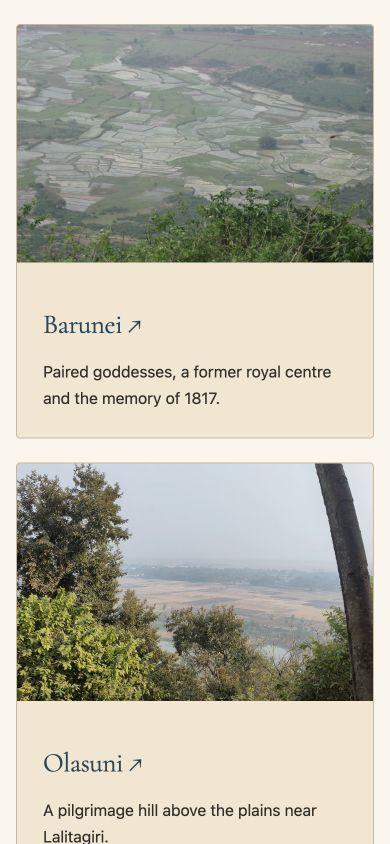 Barunei ↗
Paired goddesses, a former royal centre
and the memory of 1817.
Olasuni ↗
A pilgrimage hill above the plains near
Lalitagiri.